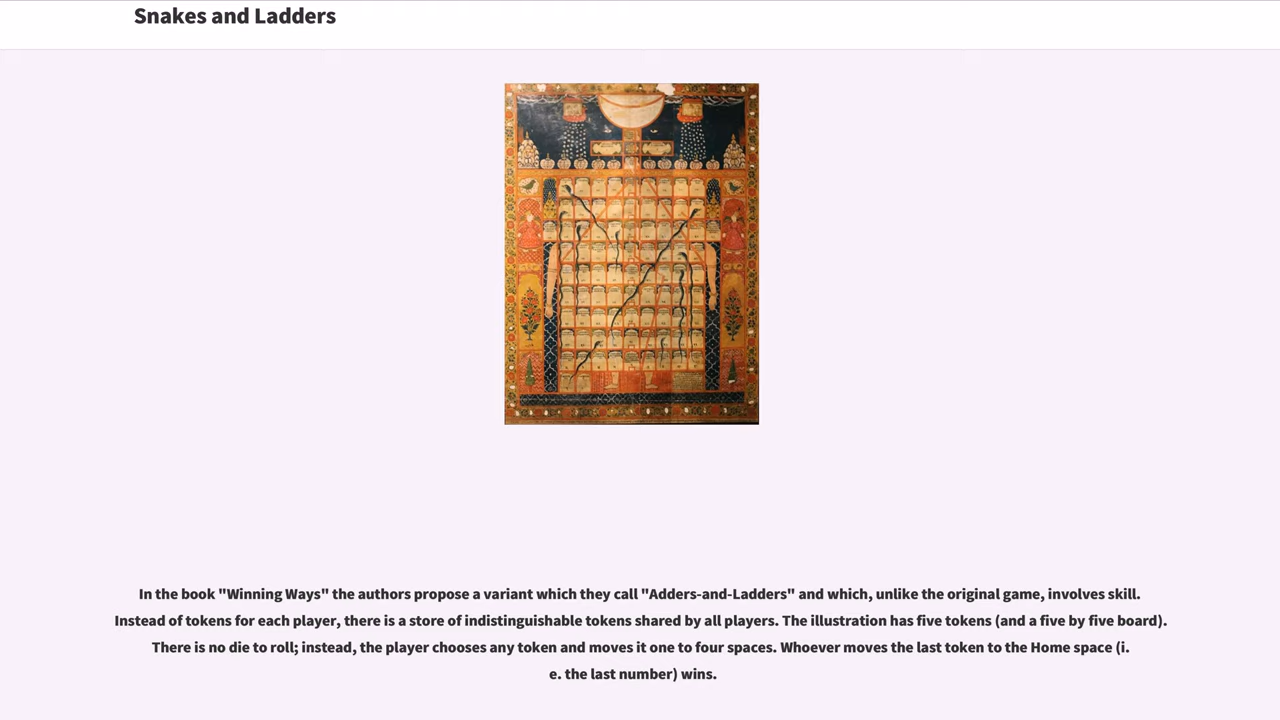 Snakes and Ladders
In the book "Winning Ways" the authors propose a variant which they call "Adders-and-Ladders" and which, unlike the original game, involves skill.
Instead of tokens for each player, there is a store of indistinguishable tokens shared by all players. The illustration has five tokens (and a five by five board).
There is no die to roll; instead, the player chooses any token and moves it one to four spaces. Whoever moves the last token to the Home space (i.
e. the last number) wins.